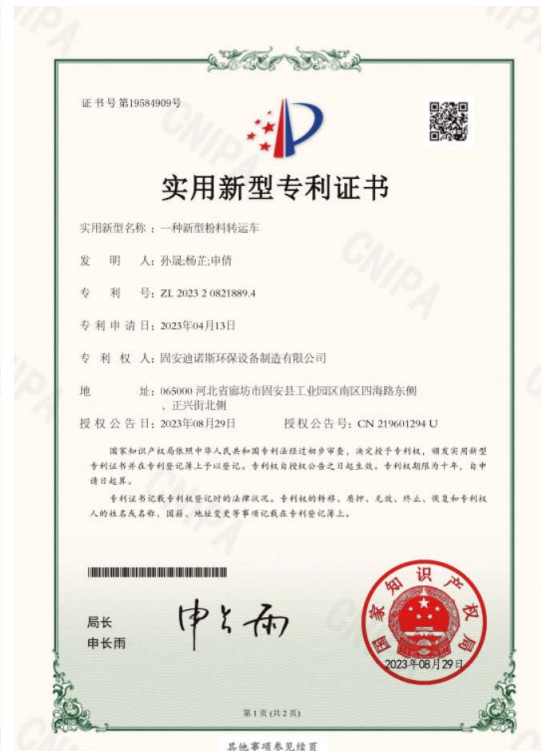 证书号第19584909号
实用新型专利证书
实用新型名称：一种新型粉料转运车
发明人：孙晟;杨芷;申倩
专利号：ZL 2023 2 0821889.4
专利申请日：2023年04月13日
专利权人：固安迪诺斯环保设备制造有限公司
地址：065000 河北省廊坊市固安县工业园区南区四海路东侧
、正兴街北侧
授权公告日：2023年08月29日 授权公告号：CN 219601294 U
国家知识产权局依照中华人民共和国专利法经过初步审查，决定授予专利权，颁发实用新型
专利证书并在专利登记簿上予以登记。专利权自授权公告之日起生效。专利权期限为十年，自申
请日起算。
专利证书记载专利权登记时的法律状况。专利权的转移、质押、无效、终止、恢复和专利权
人的姓名或名称、国籍、地址变更等事项记载在专利登记簿上。
局长
申长雨
申长雨
国家知识产权局
2023年08月29日
第1页(共2页)
其他事项参见续页
CNIPA
CNIPA
CNIPA
CNIPA